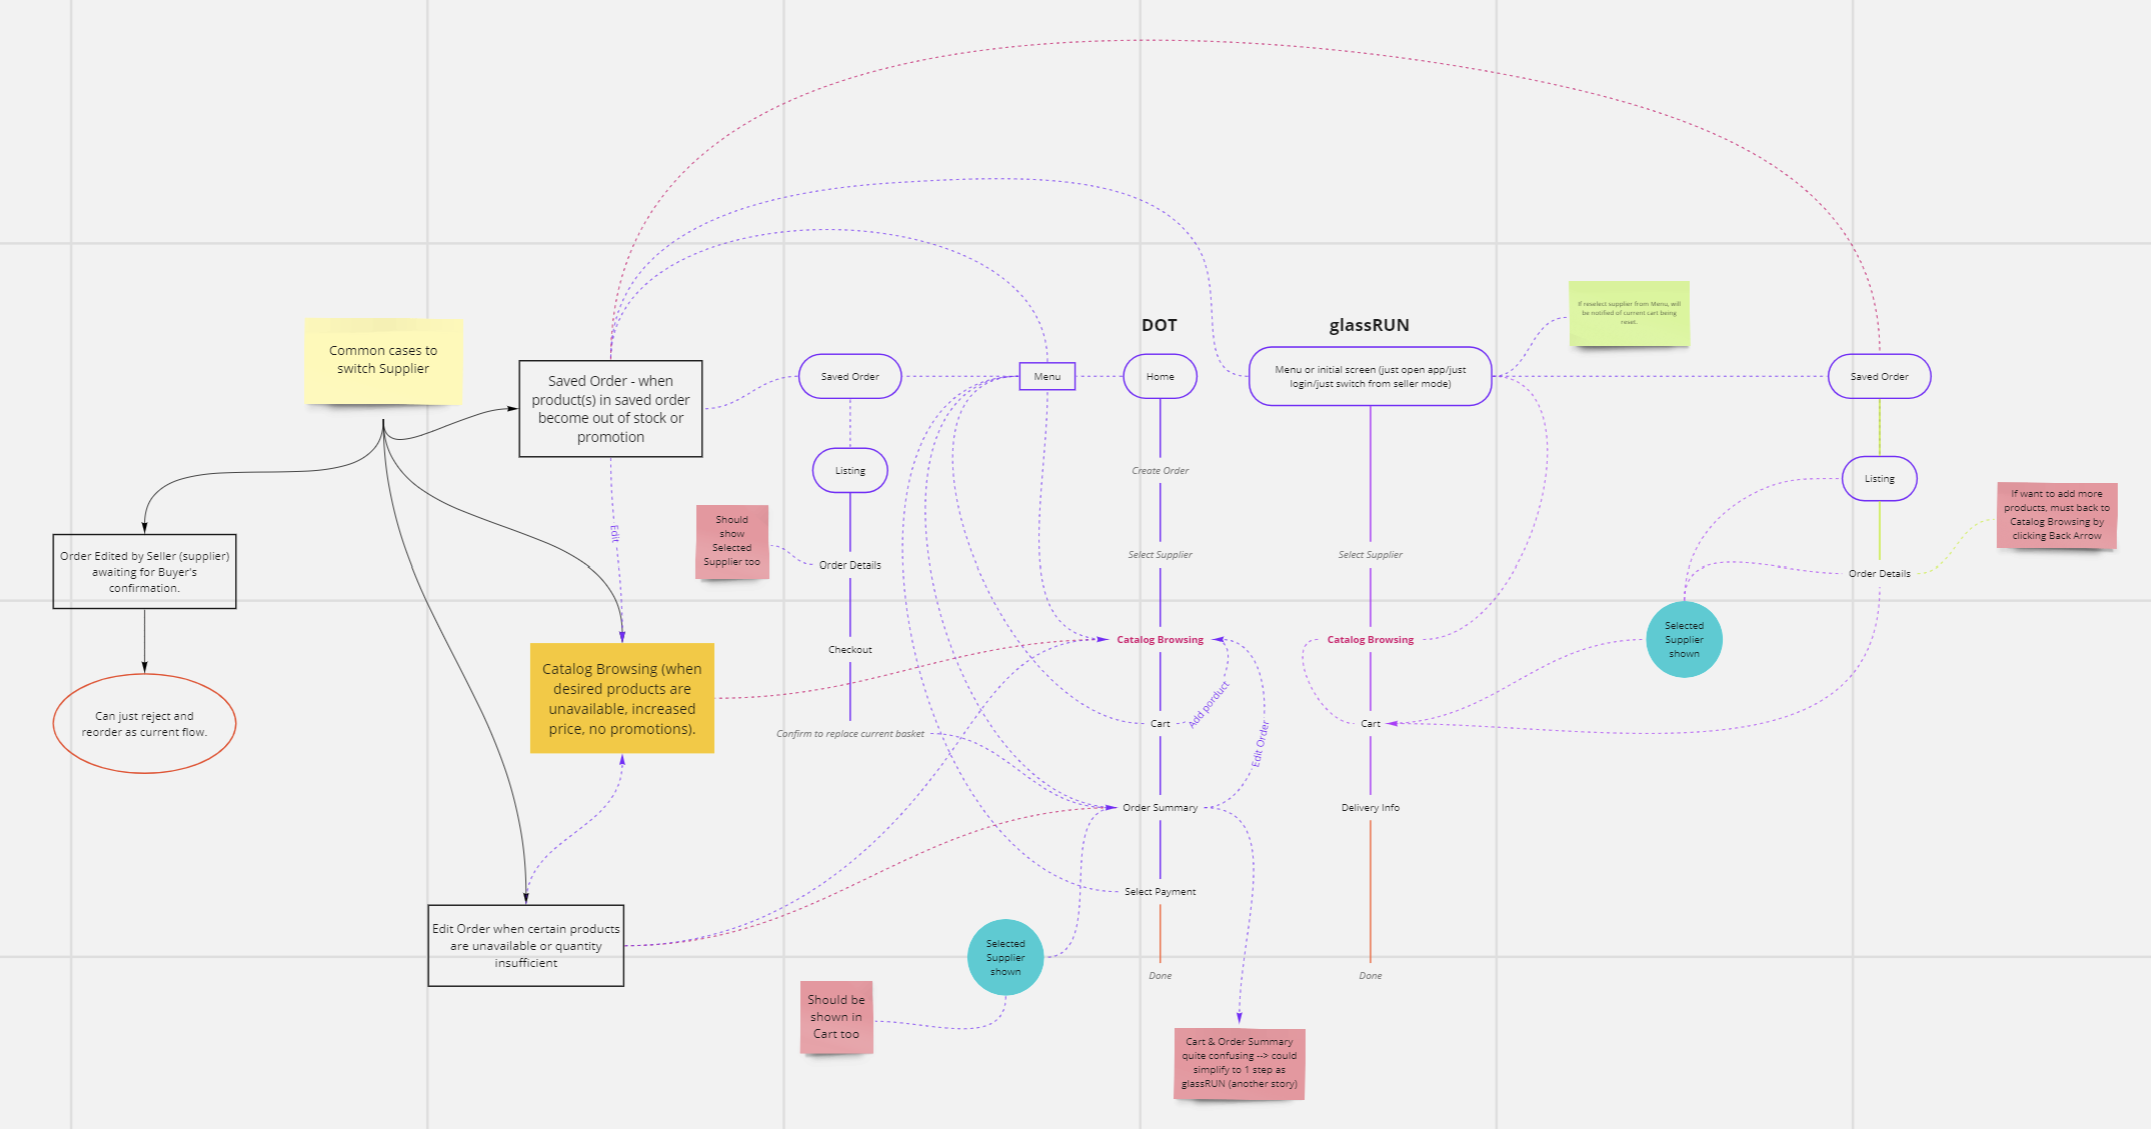 DOT
glassRUN
If reselect supplier from Menu, will
be notified of current cart being
reset.
Common cases to
switch Supplier
Saved Order - when
product(s) in saved order
become out of stock or
promotion
Saved Order
Menu
Home
Menu or initial screen (just open app/just
login/just switch from seller mode)
Saved Order
Listing
Create Order
Listing
If want to add more
products, must back to
Catalog Browsing by
clicking Back Arrow
Should
show
Selected
Supplier too
Edit
Order Edited by Seller (supplier)
awaiting for Buyer's
confirmation.
Order Details
Select Supplier
Select Supplier
Order Details
Catalog Browsing (when
desired products are
unavailable, increased
price, no promotions).
Checkout
Catalog Browsing
Catalog Browsing
Selected
Supplier
shown
Can just reject and
reorder as current flow.
Confirm to replace current basket
Cart
Add porduct
Edit Order
Cart
Order Summary
Delivery Info
Select Payment
Edit Order when certain products
are unavailable or quantity
insufficient
Selected
Supplier
shown
Done
Done
Should be
shown in
Cart too
Cart & Order Summary
quite confusing --> could
simplify to 1 step as
glassRUN (another story)